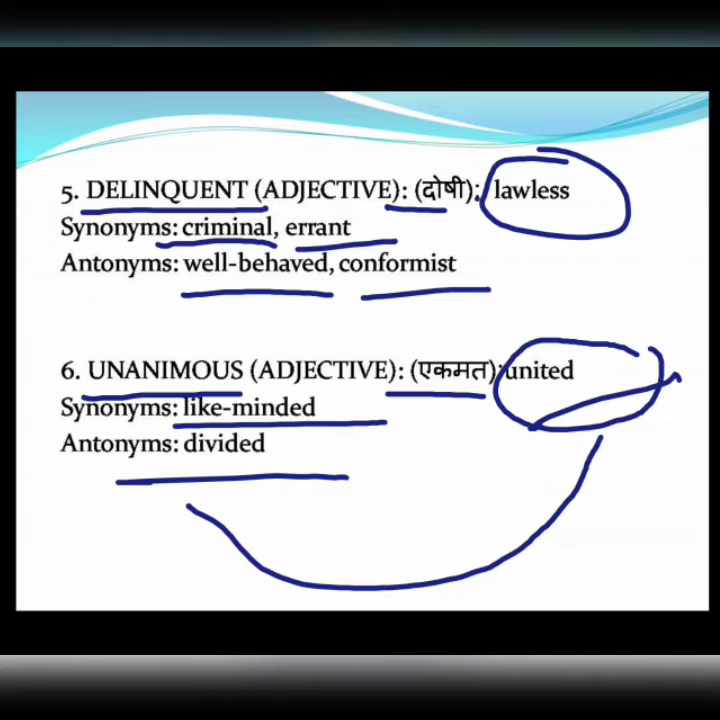 5. DELINQUENT (ADJECTIVE): (दोषी); lawless
Synonyms: criminal, errant
Antonyms: well-behaved, conformist
6. UNANIMOUS (ADJECTIVE): (एकमत); united
Synonyms: like-minded
Antonyms: divided